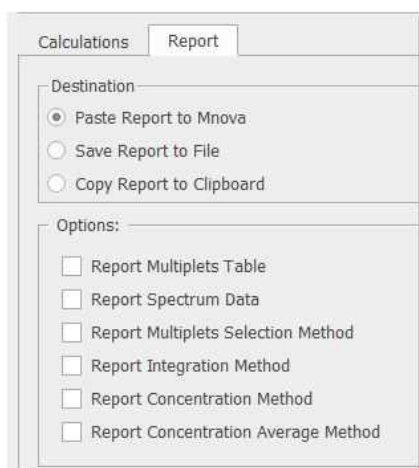 Calculations Report
Destination
Paste Report to Mnova
Save Report to File
Copy Report to Clipboard
Options:
Report Multiplets Table
Report Spectrum Data
Report Multiplets Selection Method
Report Integration Method
Report Concentration Method
Report Concentration Average Method